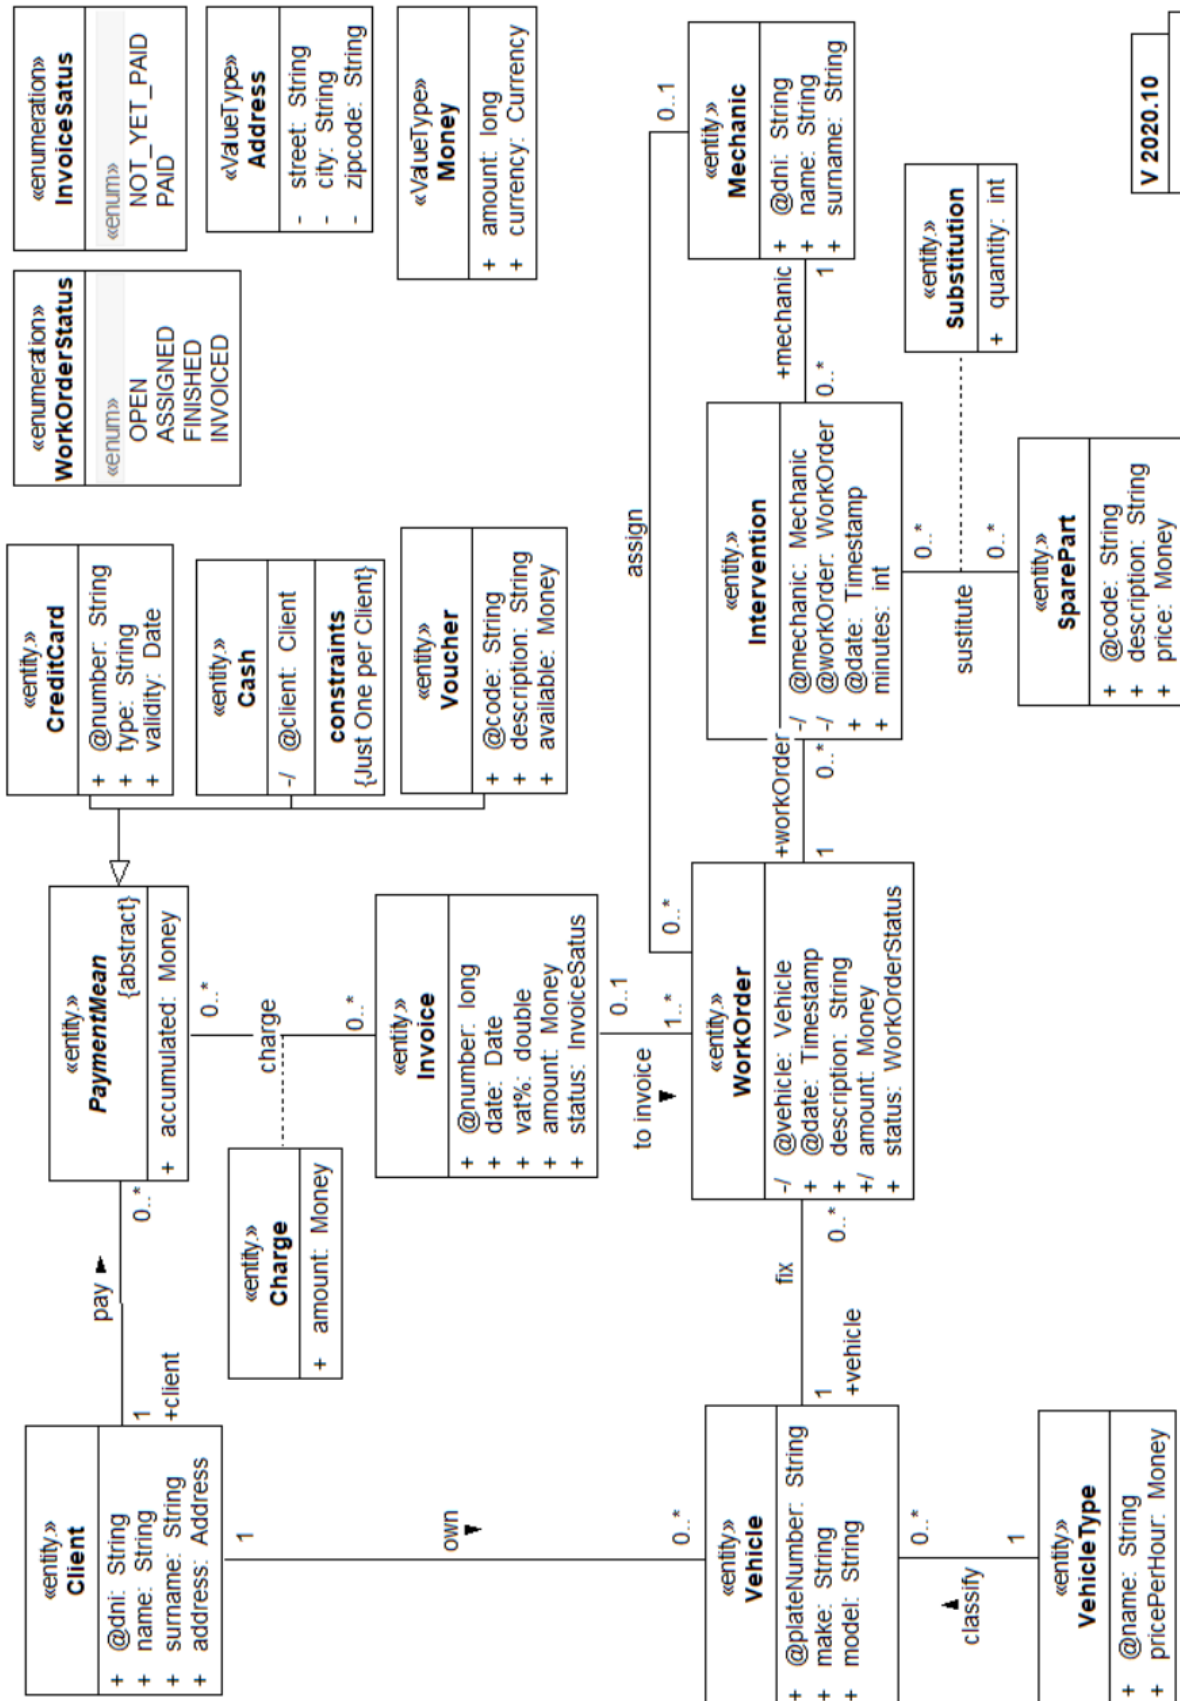 «entity»
Client
+ @dni: String
+ name: String
+ surname: String
+ address: Address
pay
1
+client
0..*
«entity»
PaymentMean
{abstract}
+ accumulated: Money
«entity»
CreditCard
+ @number: String
+ type: String
+ validity: Date
«entity»
Cash
-/ @client: Client
constraints
{Just One per Client}
«entity»
Voucher
+ @code: String
+ description: String
+ available: Money
«enumeration»
WorkOrderStatus
«enum»
OPEN
ASSIGNED
FINISHED
INVOICED
«enumeration»
InvoiceSatus
«enum»
NOT_YET_PAID
PAID
«ValueType»
Address
- street: String
- city: String
- zipcode: String
«ValueType»
Money
+ amount: long
+ currency: Currency
«entity»
Charge
+ amount: Money
0..*
charge
0..*
«entity»
Invoice
+ @number: long
+ date: Date
+ vat%: double
+ amount: Money
+ status: InvoiceSatus
1
own
0..*
to invoice
0..1
1..*
0..*
assign
0..1
«entity»
Vehicle
+ @plateNumber: String
+ make: String
+ model: String
1
+vehicle
fix
0..*
«entity»
WorkOrder
-/ @vehicle: Vehicle
+ @date: Timestamp
+ description: String
+/ amount: Money
+ status: WorkOrderStatus
+workOrder
1
0..*
«entity»
Intervention
-/ @mechanic: Mechanic
-/ @workOrder: WorkOrder
+ @date: Timestamp
+ minutes: int
+mechanic
0..*
1
«entity»
Mechanic
+ @dni: String
+ name: String
+ surname: String
classify
0..*
1
«entity»
VehicleType
+ @name: String
+ pricePerHour: Money
sustitute
0..*
0..*
«entity»
Substitution
+ quantity: int
«entity»
SparePart
+ @code: String
+ description: String
+ price: Money
V 2020.10